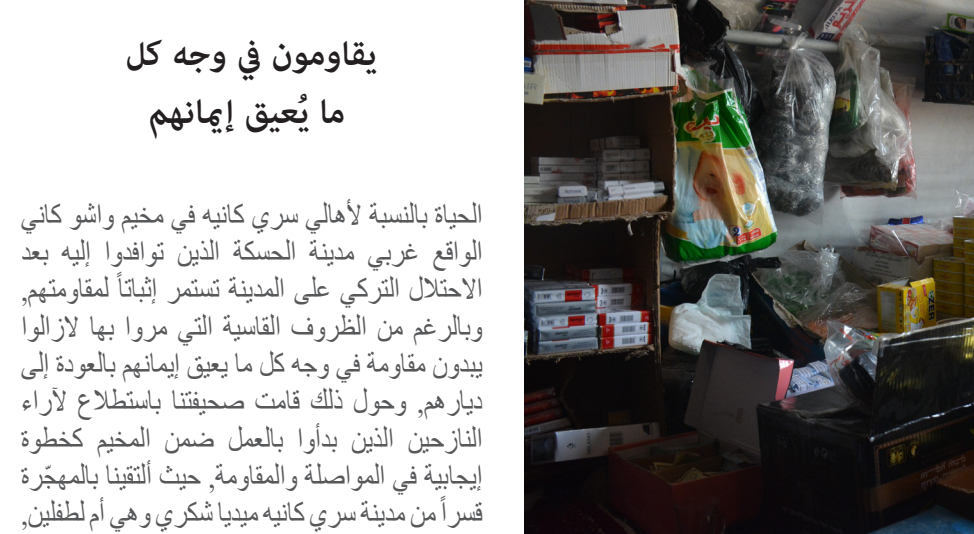 يقاومون في وجه كل
ما يُعيق إيمانهم
الحياة بالنسبة لأهالي سري كانيه في مخيم واشو كاني
الواقع غربي مدينة الحسكة الذين توافدوا إليه بعد
الاحتلال التركي على المدينة تستمر إثباتاً لمقاومتهم,
وبالرغم من الظروف القاسية التي مروا بها لازالوا
يبدون مقاومة في وجه كل ما يعيق إيمانهم بالعودة إلى
ديارهم, وحول ذلك قامت صحيفتنا باستطلاع لآراء
النازحين الذين بدأوا بالعمل ضمن المخيم كخطوة
إيجابية في المواصلة والمقاومة, حيث ألتقينا بالمهجّرة
قسراً من مدينة سري كانيه ميديا شكري وهي أم لطفلين,